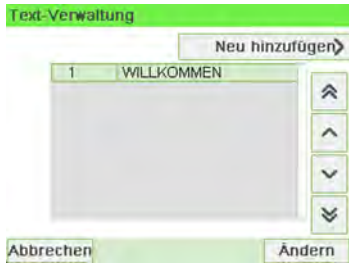 Text-Verwaltung
Neu hinzufügen
1 WILLKOMMEN
Abbrechen Ändern